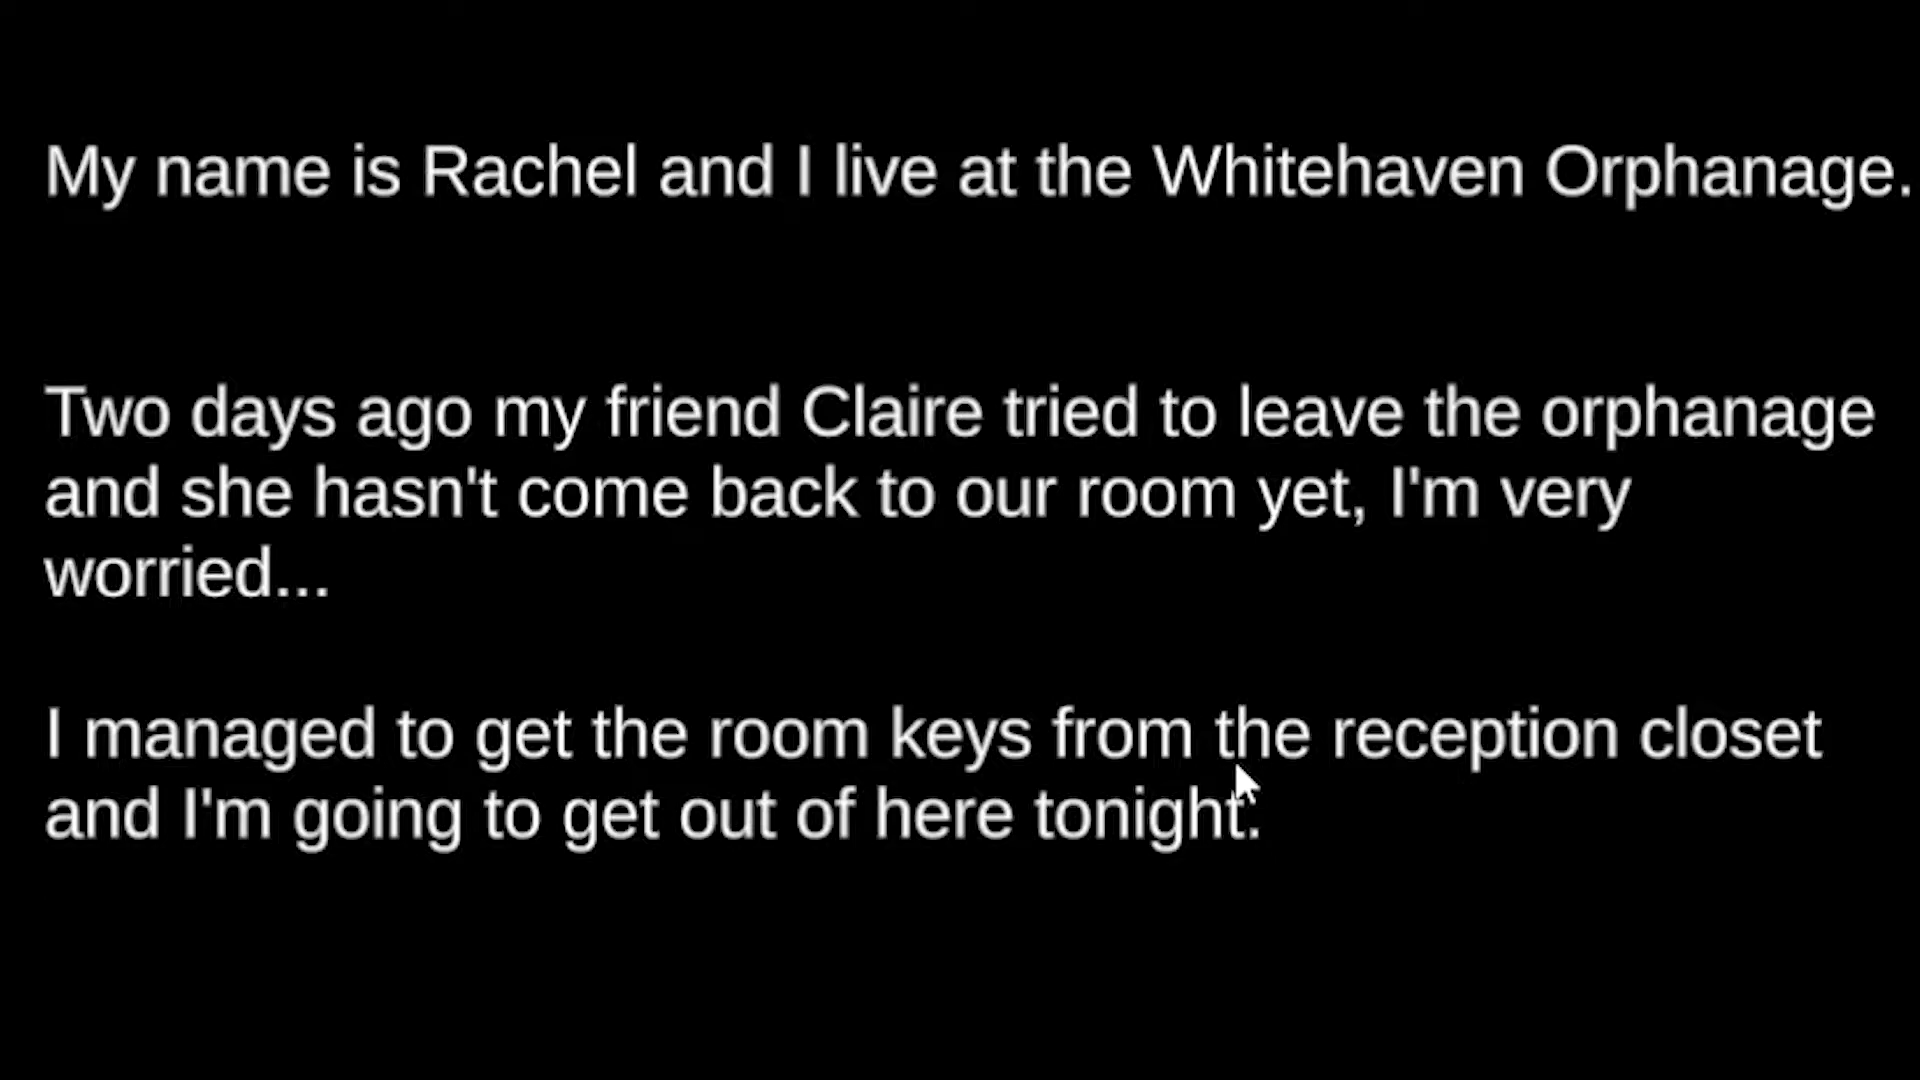 My name is Rachel and I live at the Whitehaven Orphanage.
Two days ago my friend Claire tried to leave the orphanage
and she hasn't come back to our room yet, I'm very
worried...
I managed to get the room keys from the reception closet
and I'm going to get out of here tonight.